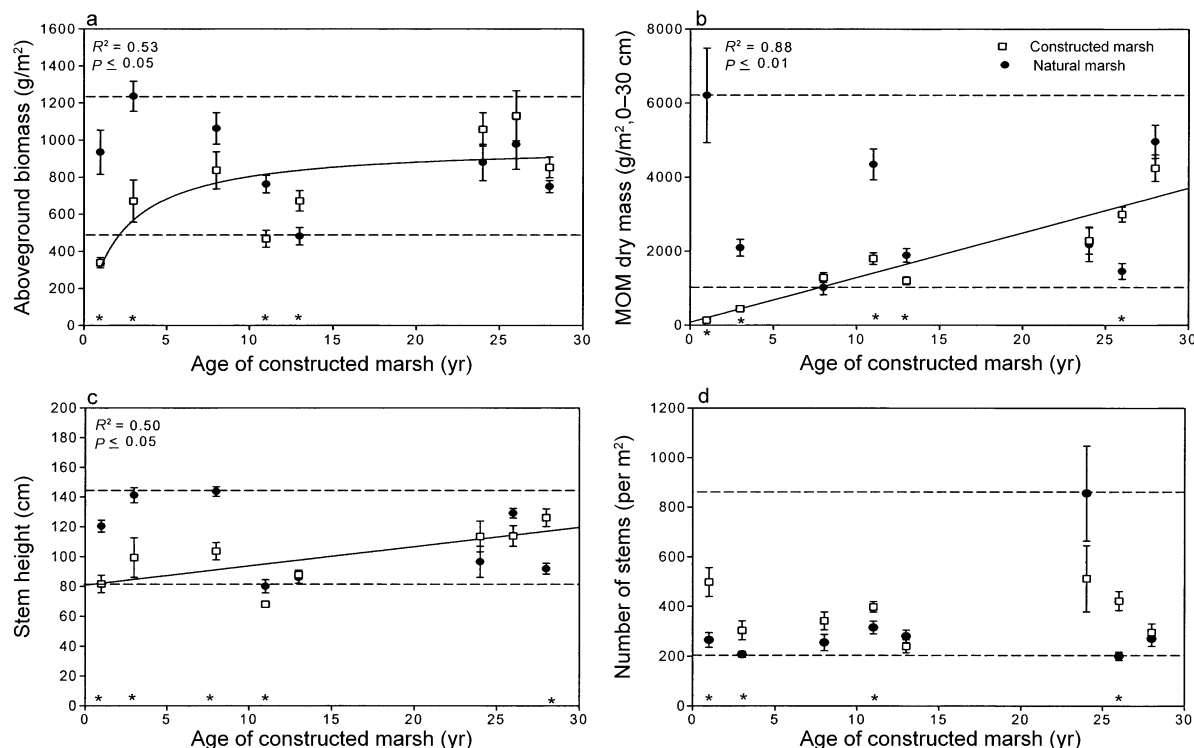 a
Aboveground biomass (g/m²)
1600
1400
1200
1000
800
600
400
200
0
R² = 0.53
P ≤ 0.05
* * * *
0 5 10 15 20 25 30
Age of constructed marsh (yr)
b
MOM dry mass (g/m²,0–30 cm)
8000
6000
4000
2000
0
R² = 0.88
P ≤ 0.01
Constructed marsh
Natural marsh
* * * * *
0 5 10 15 20 25 30
Age of constructed marsh (yr)
c
Stem height (cm)
200
180
160
140
120
100
80
60
40
20
0
R² = 0.50
P ≤ 0.05
* * * * *
0 5 10 15 20 25 30
Age of constructed marsh (yr)
d
Number of stems (per m²)
1200
1000
800
600
400
200
0
* * * *
0 5 10 15 20 25 30
Age of constructed marsh (yr)